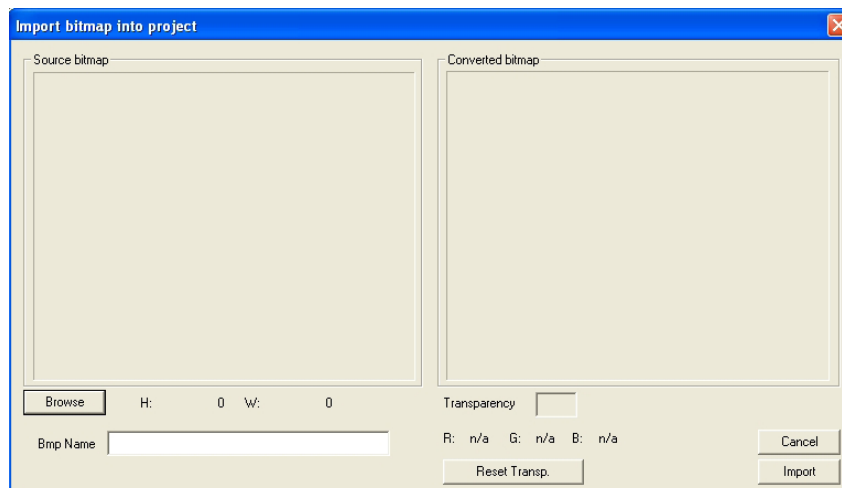 Import bitmap into project
Source bitmap
Converted bitmap
Browse H: 0 W: 0
Transparency
Bmp Name
R: n/a G: n/a B: n/a
Cancel
Reset Transp.
Import